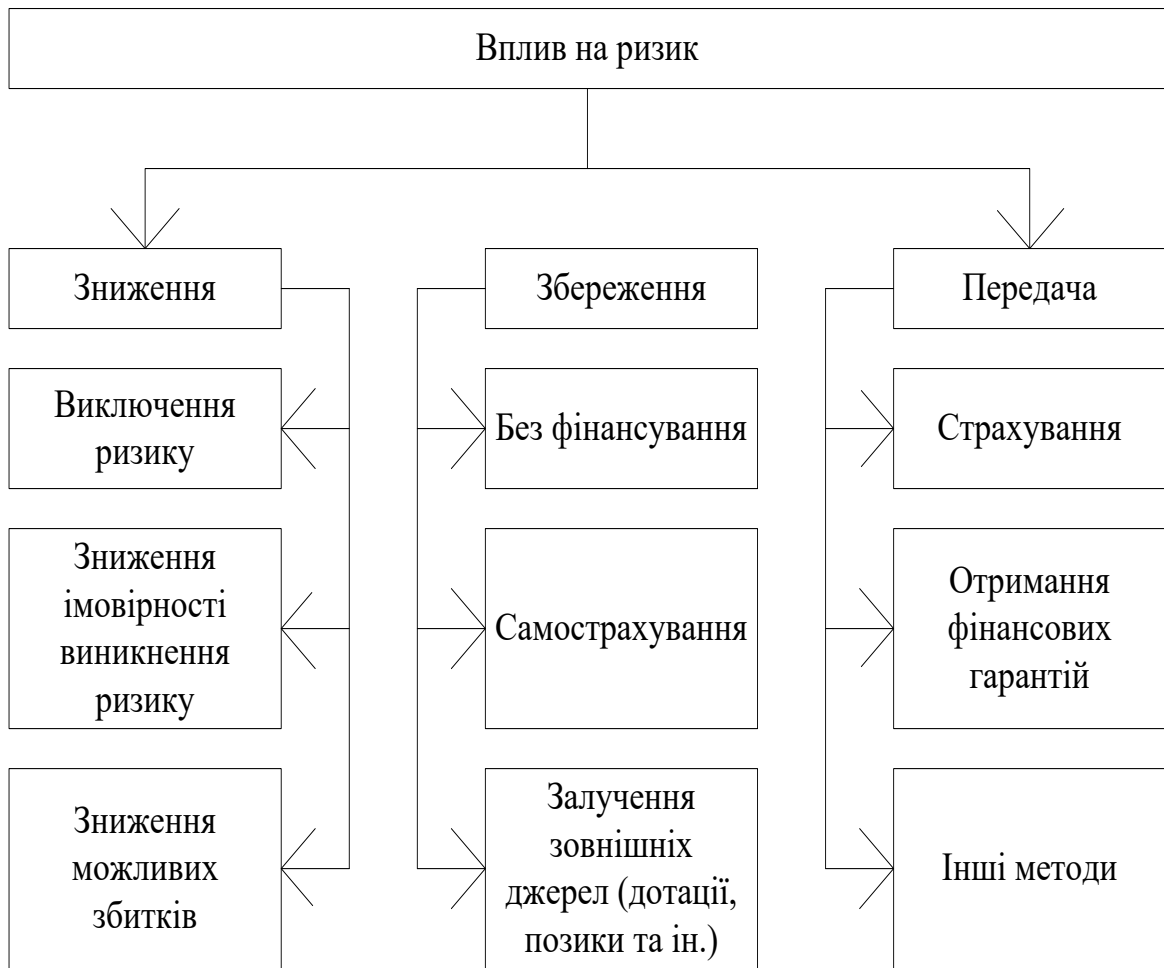 Вплив на ризик
Зниження
Збереження
Передача
Виключення
ризику
Без фінансування
Страхування
Зниження
імовірності
виникнення
ризику
Самострахування
Отримання
фінансових
гарантій
Зниження
можливих
збитків
Залучення
зовнішніх
джерел (дотації,
позики та ін.)
Інші методи